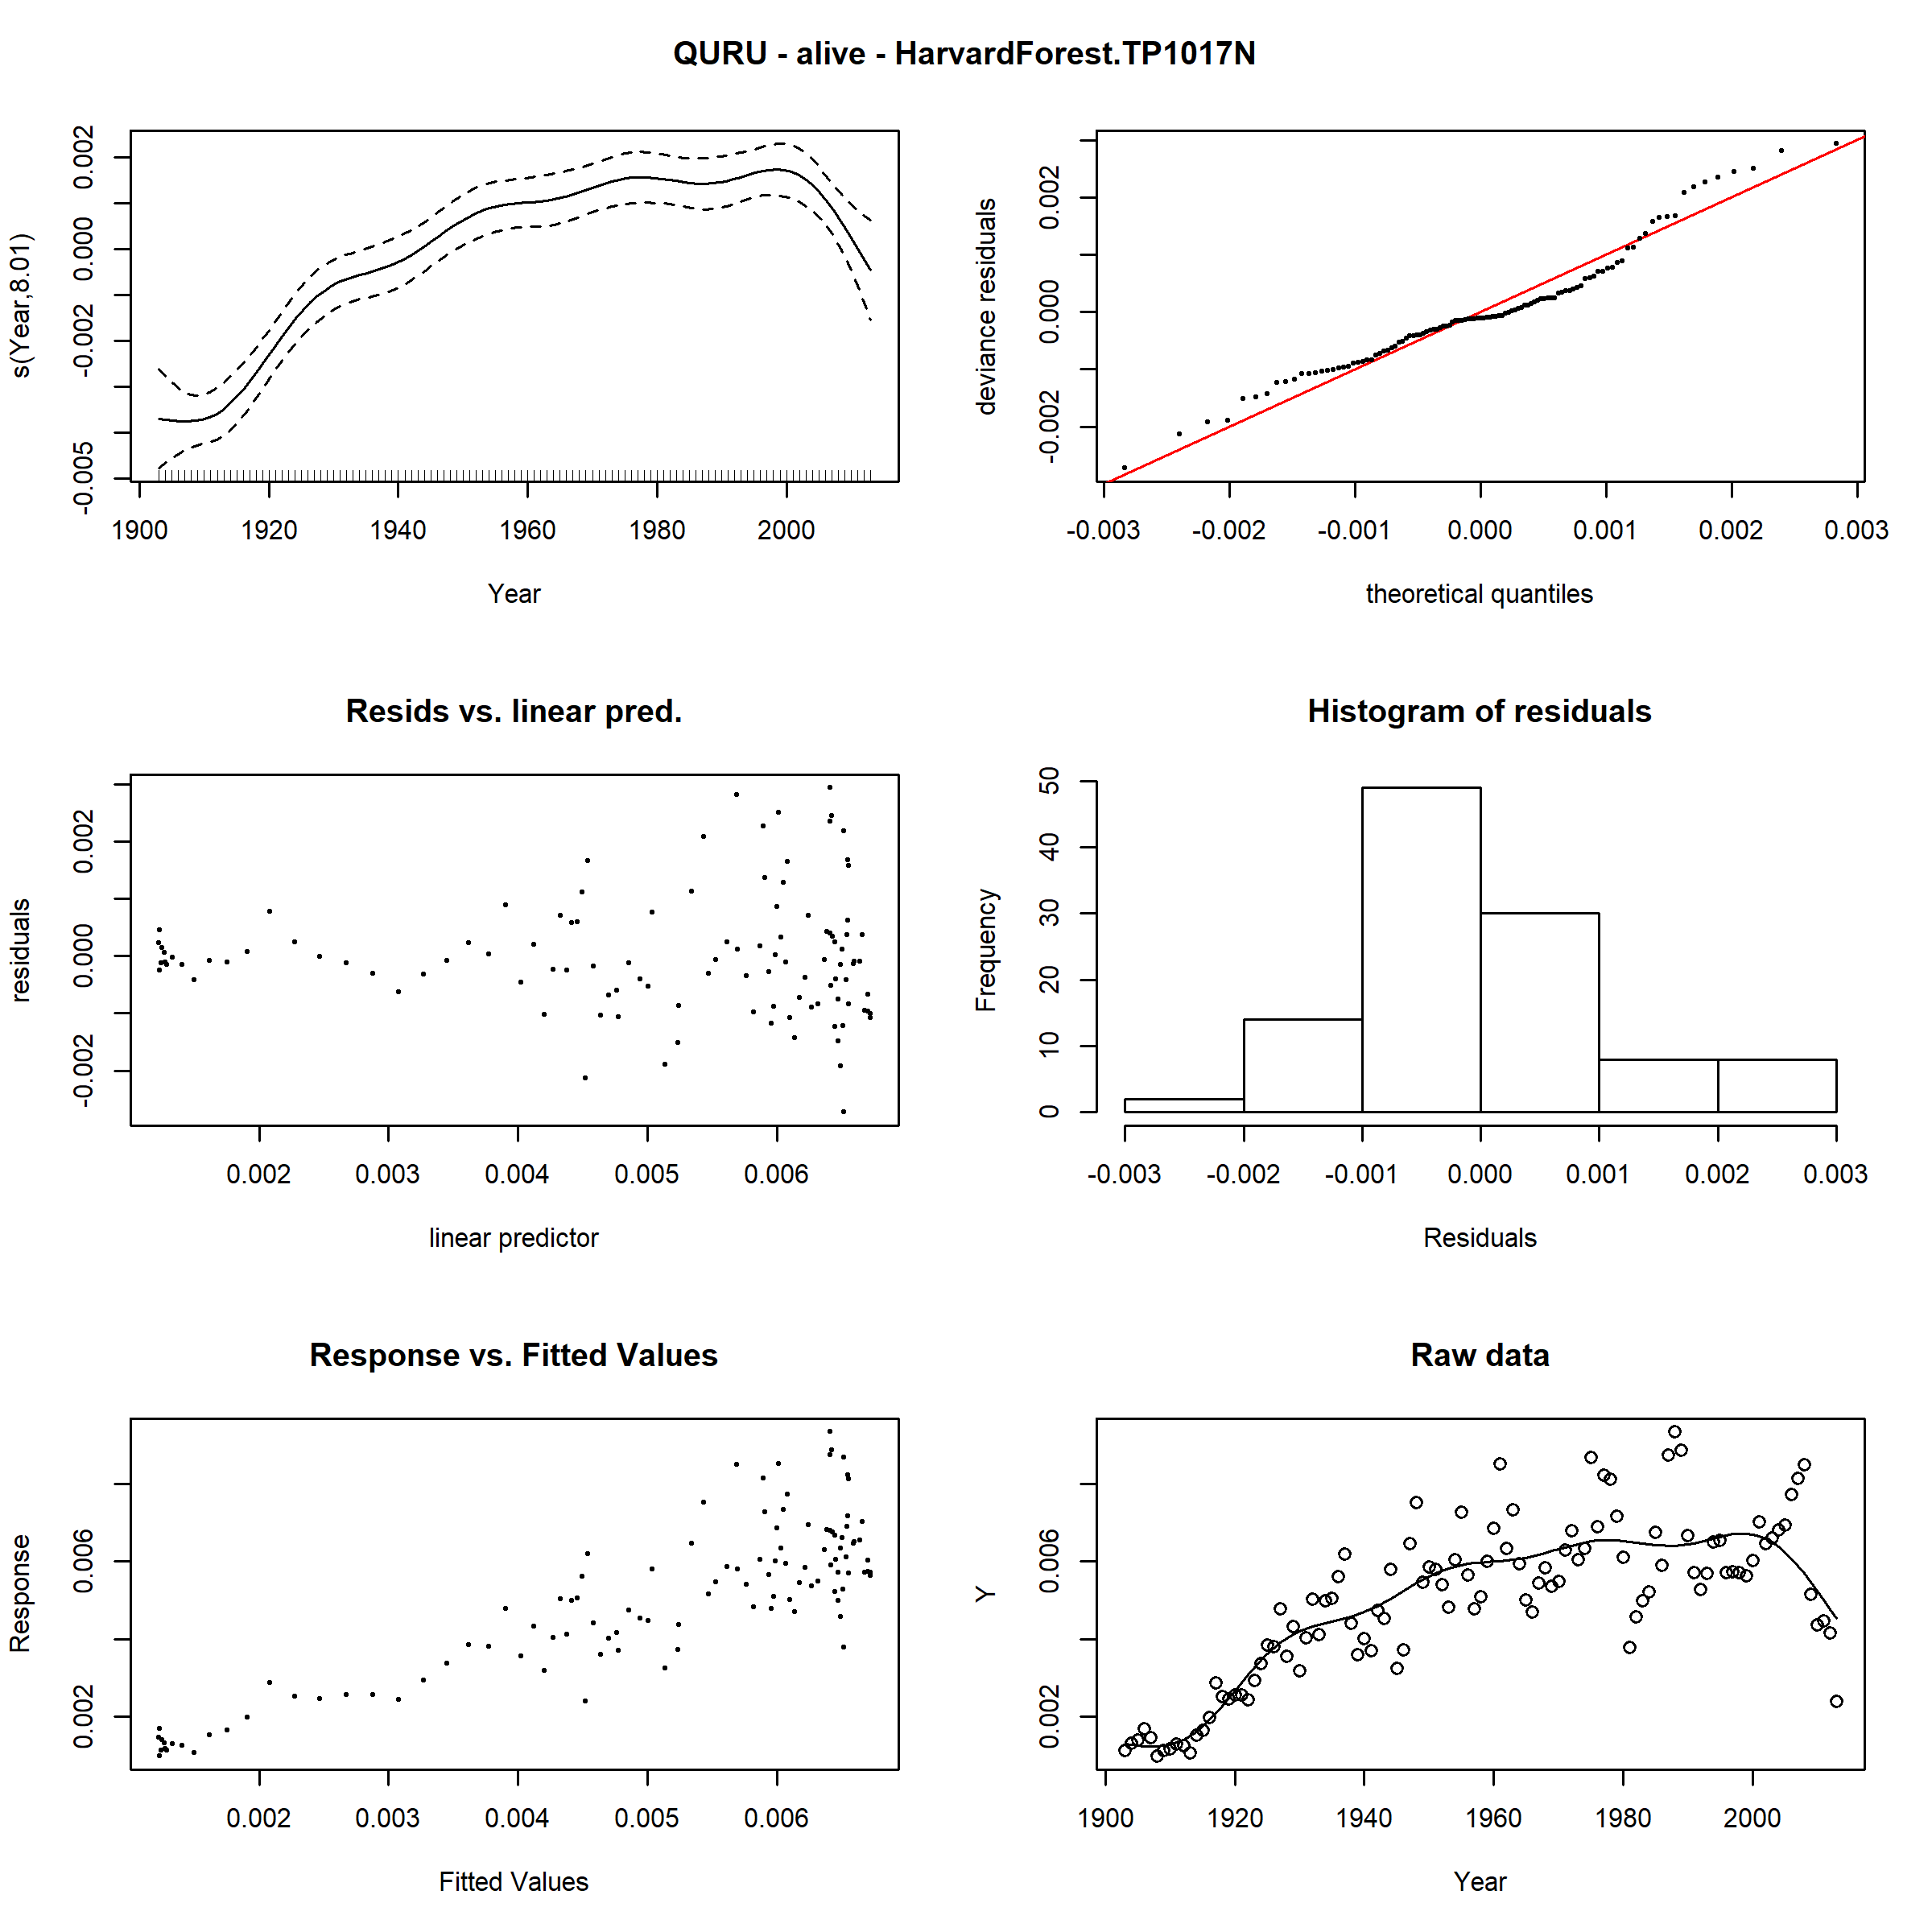 QURU - alive - HarvardForest.TP1017N
s(Year,8.01)
-0.005 -0.002 0.000 0.002
1900 1920 1940 1960 1980 2000
Year
deviance residuals
-0.002 0.000 0.002
-0.003 -0.002 -0.001 0.000 0.001 0.002 0.003
theoretical quantiles
Resids vs. linear pred.
residuals
-0.002 0.000 0.002
0.002 0.003 0.004 0.005 0.006
linear predictor
Histogram of residuals
Frequency
0 10 20 30 40 50
-0.003 -0.002 -0.001 0.000 0.001 0.002 0.003
Residuals
Response vs. Fitted Values
Response
0.002 0.006
0.002 0.003 0.004 0.005 0.006
Fitted Values
Raw data
Y
0.002 0.006
1900 1920 1940 1960 1980 2000
Year